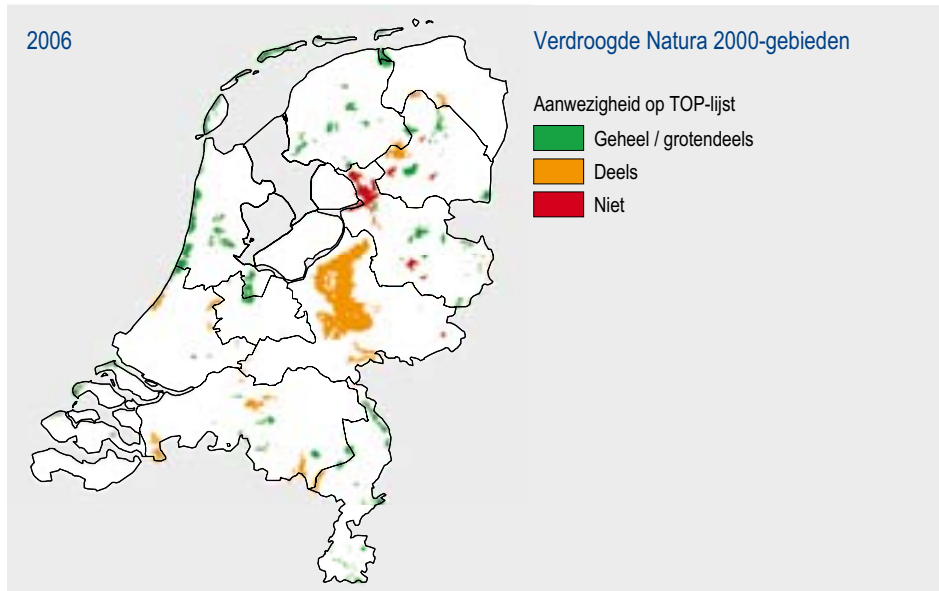 2006
Verdroogde Natura 2000-gebieden
Aanwezigheid op TOP-lijst
Geheel / grotendeels
Deels
Niet